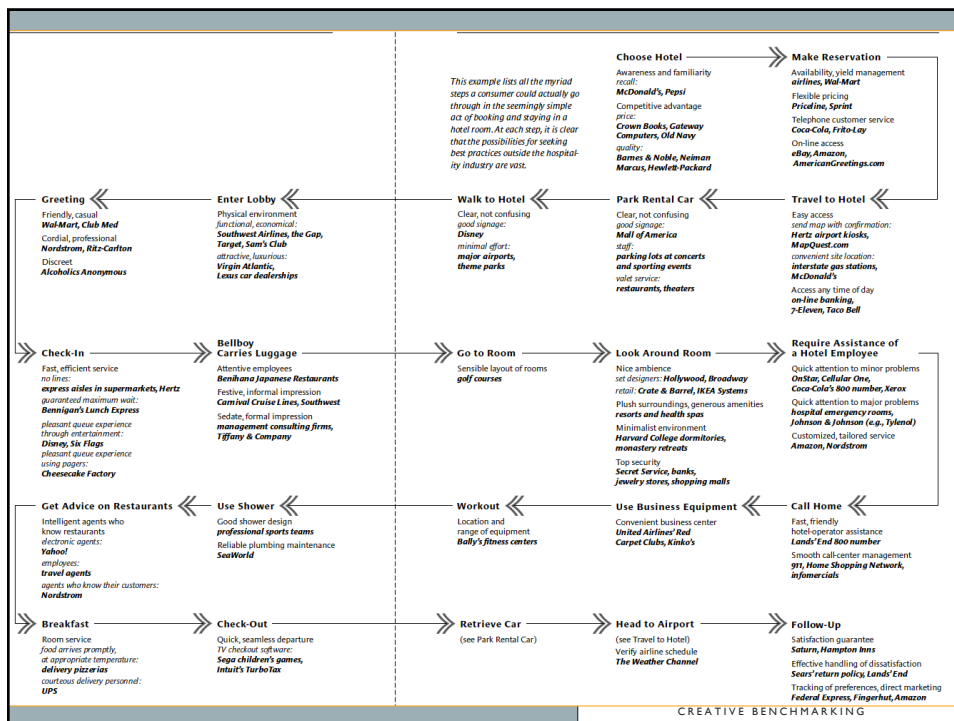 This example lists all the myriad
steps a consumer could actually go
through in the seemingly simple
act of booking and staying in a
hotel room. At each step, it is clear
that the possibilities for seeking
best practices outside the hospital-
ity industry are vast.
Choose Hotel
Awareness and familiarity
recall:
McDonald's, Pepsi
Competitive advantage
price:
Crown Books, Gateway
Computers, Old Navy
quality:
Barnes & Noble, Neiman
Marcus, Hewlett-Packard
Make Reservation
Availability, yield management
airlines, Wal-Mart
Flexible pricing
Priceline, Sprint
Telephone customer service
Coca-Cola, Frito-Lay
On-line access
eBay, Amazon,
AmericanGreetings.com
Travel to Hotel
Easy access
send map with confirmation:
Hertz airport kiosks,
MapQuest.com
convenient site location:
interstate gas stations,
McDonald's
Access any time of day
on-line banking,
7-Eleven, Taco Bell
Park Rental Car
Clear, not confusing
good signage:
Mall of America
staff:
parking lots at concerts
and sporting events
valet service:
restaurants, theaters
Walk to Hotel
Clear, not confusing
good signage:
Disney
minimal effort:
major airports,
theme parks
Enter Lobby
Physical environment
functional, economical:
Southwest Airlines, the Gap,
Target, Sam's Club
attractive, luxurious:
Virgin Atlantic,
Lexus car dealerships
Greeting
Friendly, casual
Wal-Mart, Club Med
Cordial, professional
Nordstrom, Ritz-Carlton
Discreet
Alcoholics Anonymous
Check-In
Fast, efficient service
no lines:
express aisles in supermarkets, Hertz
guaranteed maximum wait:
Bennigan's Lunch Express
pleasant queue experience
through entertainment:
Disney, Six Flags
pleasant queue experience
using pagers:
Cheesecake Factory
Bellboy
Carries Luggage
Attentive employees
Benihana Japanese Restaurants
Festive, informal impression
Carnival Cruise Lines, Southwest
Sedate, formal impression
management consulting firms,
Tiffany & Company
Go to Room
Sensible layout of rooms
golf courses
Look Around Room
Nice ambience
set designers: Hollywood, Broadway
retail: Crate & Barrel, IKEA Systems
Plush surroundings, generous amenities
resorts and health spas
Minimalist environment
Harvard College dormitories,
monastery retreats
Top security
Secret Service, banks,
jewelry stores, shopping malls
Require Assistance of
a Hotel Employee
Quick attention to minor problems
OnStar, Cellular One,
Coca-Cola's 800 number, Xerox
Quick attention to major problems
hospital emergency rooms,
Johnson & Johnson (e.g., Tylenol)
Customized, tailored service
Amazon, Nordstrom
Call Home
Fast, friendly
hotel-operator assistance
Lands' End 800 number
Smooth call-center management
911, Home Shopping Network,
infomercials
Use Business Equipment
Convenient business center
United Airlines' Red
Carpet Clubs, Kinko's
Workout
Location and
range of equipment
Bally's fitness centers
Use Shower
Good shower design
professional sports teams
Reliable plumbing maintenance
SeaWorld
Get Advice on Restaurants
Intelligent agents who
know restaurants
electronic agents:
Yahoo!
employees:
travel agents
agents who know their customers:
Nordstrom
Breakfast
Room service
food arrives promptly,
at appropriate temperature:
delivery pizzerias
courteous delivery personnel:
UPS
Check-Out
Quick, seamless departure
TV checkout software:
Sega children's games,
Intuit's TurboTax
Retrieve Car
(see Park Rental Car)
Head to Airport
(see Travel to Hotel)
Verify airline schedule
The Weather Channel
Follow-Up
Satisfaction guarantee
Saturn, Hampton Inns
Effective handling of dissatisfaction
Sears' return policy, Lands' End
Tracking of preferences, direct marketing
Federal Express, Fingerhut, Amazon
CREATIVE BENCHMARKING